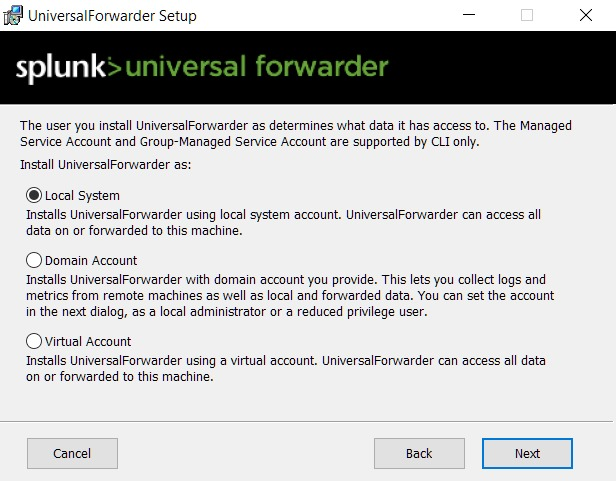 UniversalForwarder Setup
splunk>universal forwarder
The user you install UniversalForwarder as determines what data it has access to. The Managed
Service Account and Group-Managed Service Account are supported by CLI only.
Install UniversalForwarder as:
Local System
Installs UniversalForwarder using local system account. UniversalForwarder can access all
data on or forwarded to this machine.
Domain Account
Installs UniversalForwarder with domain account you provide. This lets you collect logs and
metrics from remote machines as well as local and forwarded data. You can set the account
in the next dialog, as a local administrator or a reduced privilege user.
Virtual Account
Installs UniversalForwarder using a virtual account. UniversalForwarder can access all data
on or forwarded to this machine.
Cancel Back Next